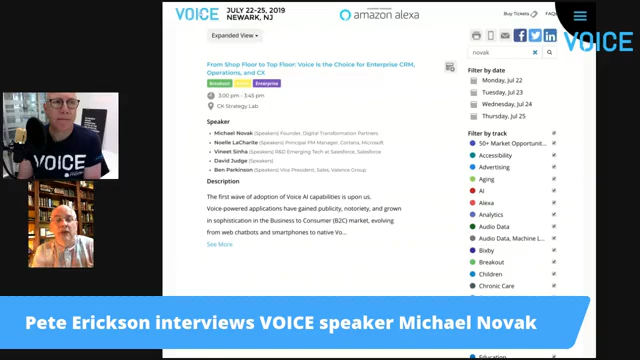 VOICE
JULY 22-25, 2019
NEWARK, NJ
amazon alexa
Buy Tickets
FAQs
VOICE
Expanded View
novak
From Shop Floor to Top Floor: Voice is the Choice for Enterprise CRM,
Operations, and CX
Breakout
Enterprise
3:00 pm - 3:45 pm
CK Strategy Lab
Speaker
Michael Novak (Speakers) Founder, Digital Transformation Partners
Noelle LaCharite (Speakers) Principal PM Manager, Cortana, Microsoft
Vineet Sinha (Speakers) R&D Emerging Tech at Salesforce, Salesforce
David Judge (Speakers)
Ben Parkinson (Speakers) Vice President, Sales, Valence Group
Description
The first wave of adoption of Voice AI capabilities is upon us.
Voice-powered applications have gained publicity, notoriety, and grown
in sophistication in the Business to Consumer (B2C) market, evolving
from web chatbots and smartphones to native Vo...
See More
Filter by date
Monday, Jul 22
Tuesday, Jul 23
Wednesday, Jul 24
Thursday, Jul 25
Filter by track
50+ Market Opportunit...
Accessibility
Advertising
Aging
AI
Alexa
Analytics
Audio Data
Audio Data, Machine L...
Bixby
Breakout
Children
Chronic Care
Education
VOICE
Pete Erickson interviews VOICE speaker Michael Novak